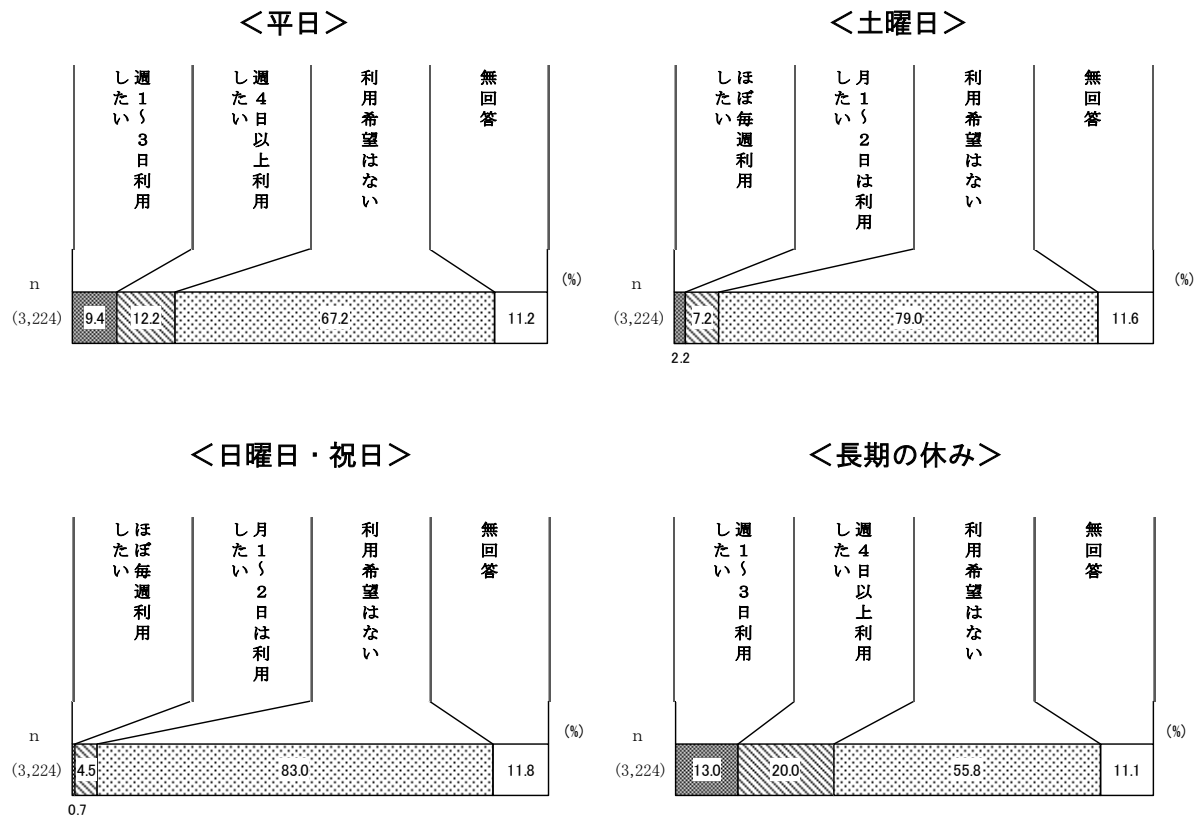 ＜平日＞
週１～３日利用
したい
週４日以上利用
したい
利用希望はない
無回答
(%)
n
(3,224)
9.4
12.2
67.2
11.2
＜土曜日＞
ほぼ毎週利用
したい
月１～２日は利用
したい
利用希望はない
無回答
(%)
n
(3,224)
2.2
7.2
79.0
11.6
＜日曜日・祝日＞
ほぼ毎週利用
したい
月１～２日は利用
したい
利用希望はない
無回答
(%)
n
(3,224)
0.7
4.5
83.0
11.8
＜長期の休み＞
週１～３日利用
したい
週４日以上利用
したい
利用希望はない
無回答
(%)
n
(3,224)
13.0
20.0
55.8
11.1